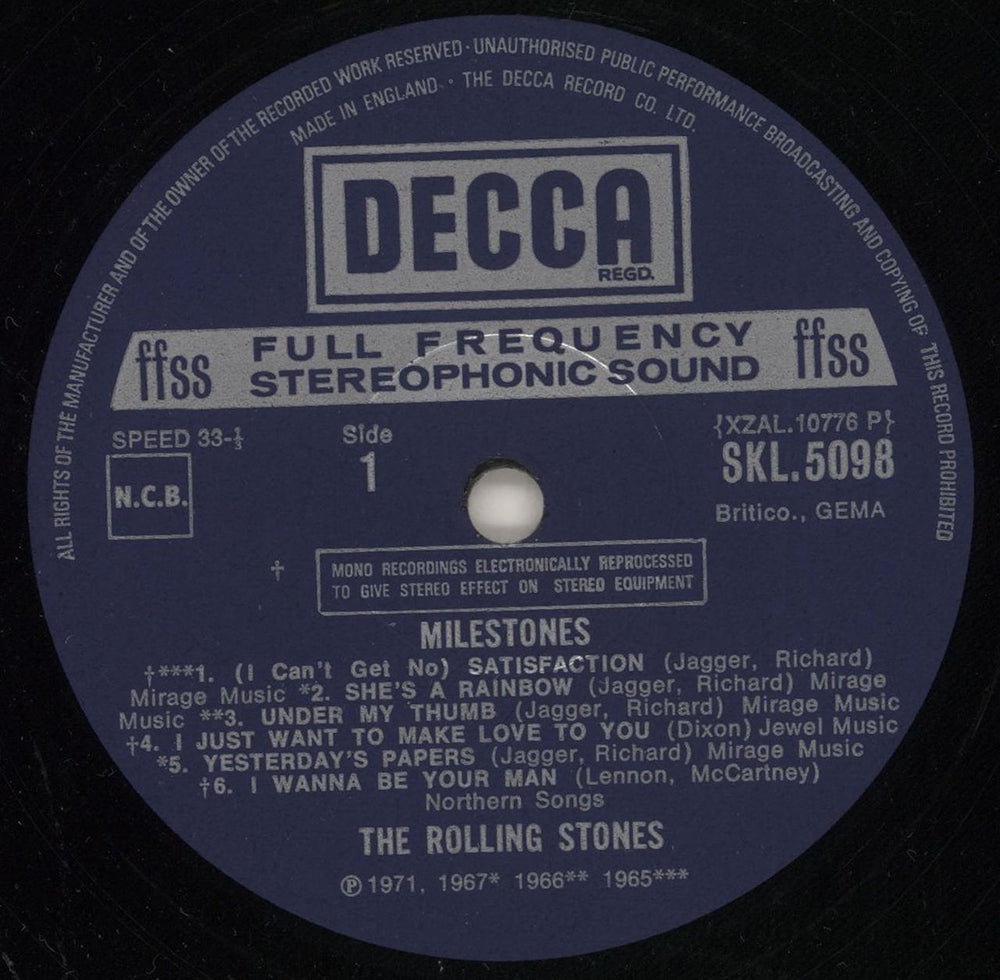 ALL RIGHTS OF THE MANUFACTURER AND OF THE OWNER OF THE RECORDED WORK RESERVED · UNAUTHORISED PUBLIC PERFORMANCE BROADCASTING AND COPYING OF THIS RECORD PROHIBITED
MADE IN ENGLAND · THE DECCA RECORD CO. LTD.
DECCA
REGD.
ffss FULL FREQUENCY STEREOPHONIC SOUND ffss
SPEED 33-⅓
N.C.B.
Side
1
{XZAL.10776 P}
SKL.5098
Britico., GEMA
† MONO RECORDINGS ELECTRONICALLY REPROCESSED
TO GIVE STEREO EFFECT ON STEREO EQUIPMENT
MILESTONES
†***1. (I Can't Get No) SATISFACTION (Jagger, Richard)
Mirage Music *2. SHE'S A RAINBOW (Jagger, Richard) Mirage
Music **3. UNDER MY THUMB (Jagger, Richard) Mirage Music
†4. I JUST WANT TO MAKE LOVE TO YOU (Dixon) Jewel Music
*5. YESTERDAY'S PAPERS (Jagger, Richard) Mirage Music
†6. I WANNA BE YOUR MAN (Lennon, McCartney)
Northern Songs
THE ROLLING STONES
℗ 1971, 1967* 1966** 1965***